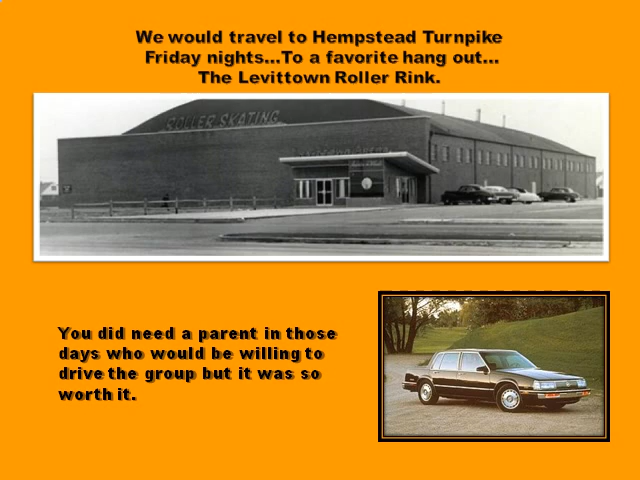 We would travel to Hempstead Turnpike
Friday nights...To a favorite hang out...
The Levittown Roller Rink.
ROLLER SKATING
You did need a parent in those
days who would be willing to
drive the group but it was so
worth it.